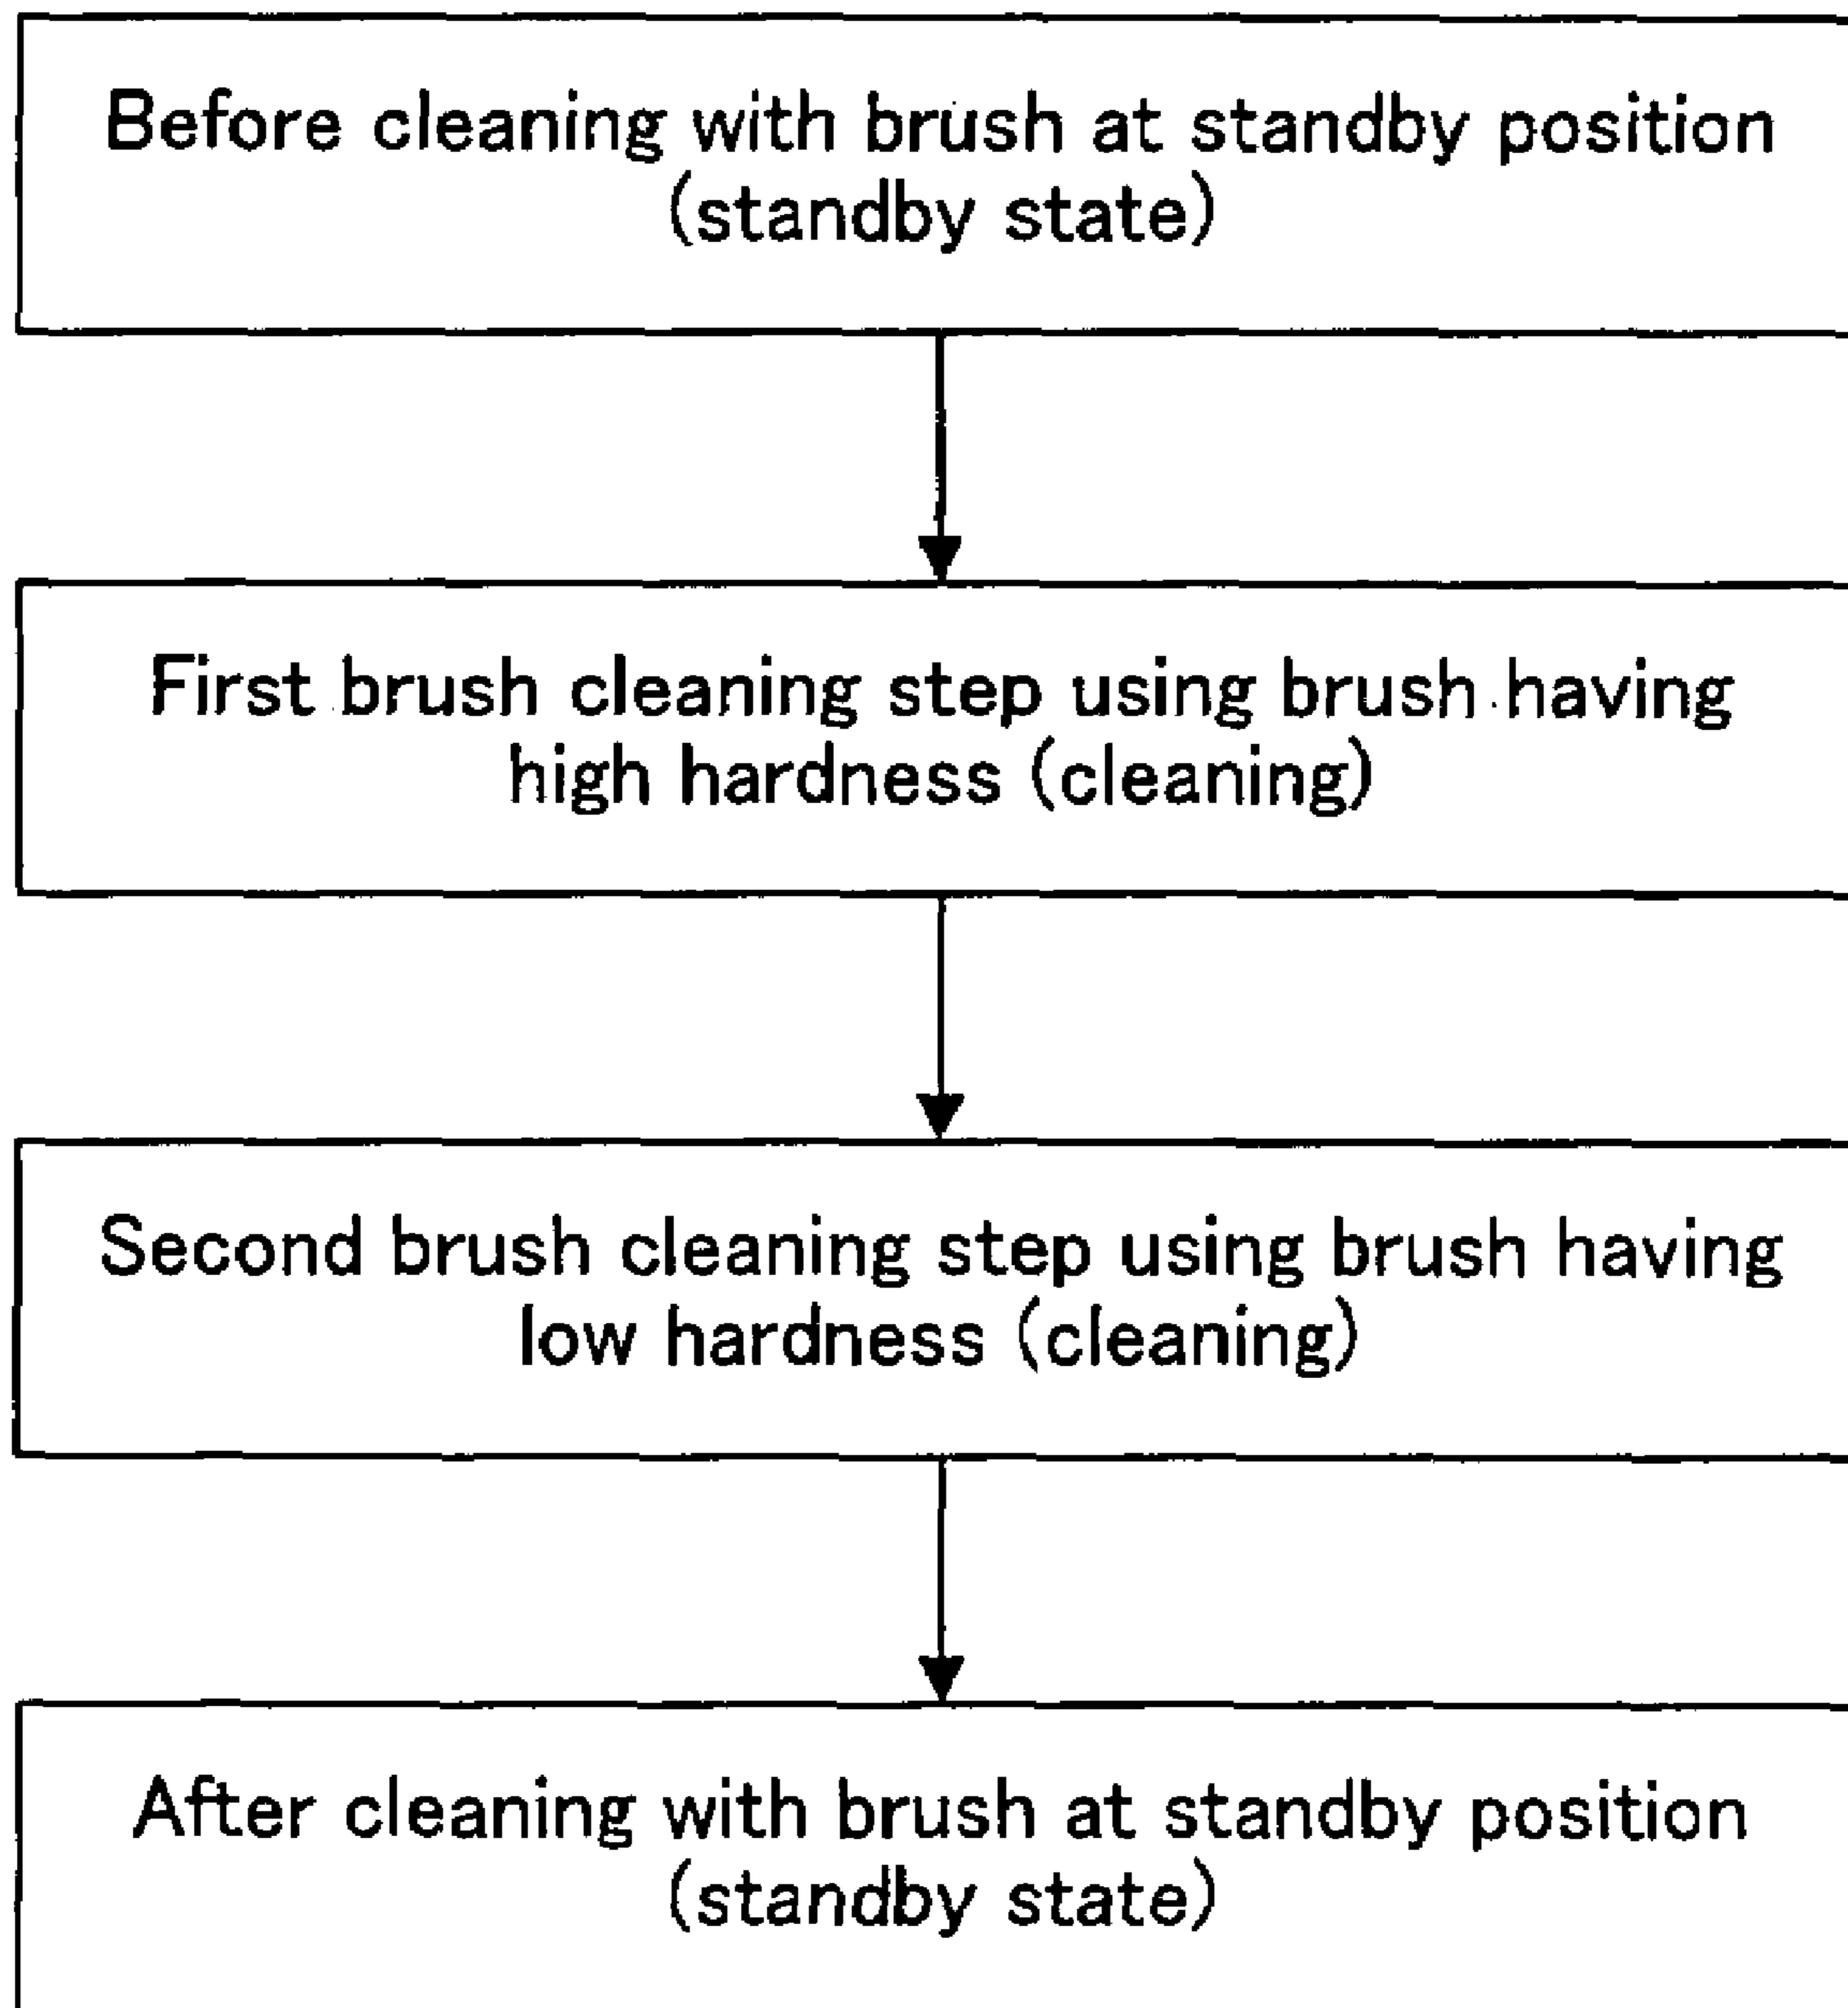 Before cleaning with brush at standby position
(standby state)
First brush cleaning step using brush having
high hardness (cleaning)
Second brush cleaning step using brush having
low hardness (cleaning)
After cleaning with brush at standby position
(standby state)